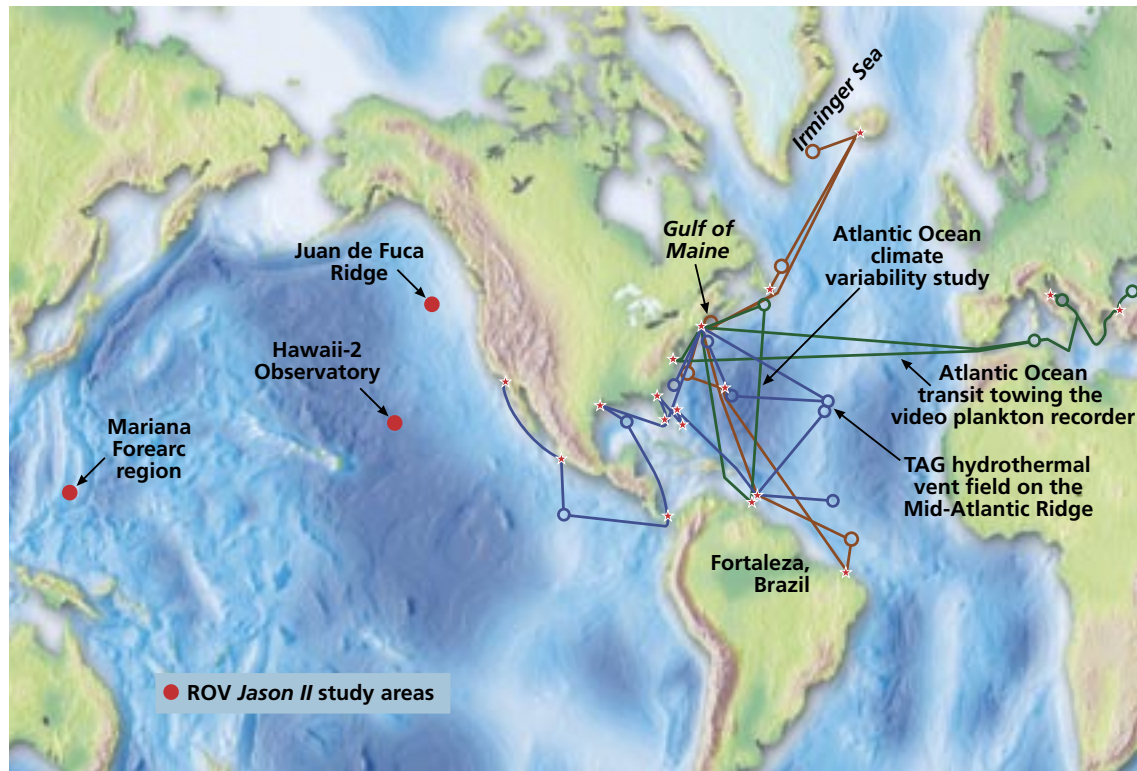 Irminger Sea
Gulf of
Maine
Atlantic Ocean
climate
variability study
Juan de Fuca
Ridge
Hawaii-2
Observatory
Mariana
Forearc
region
Atlantic Ocean
transit towing the
video plankton recorder
TAG hydrothermal
vent field on the
Mid-Atlantic Ridge
Fortaleza,
Brazil
ROV Jason II study areas